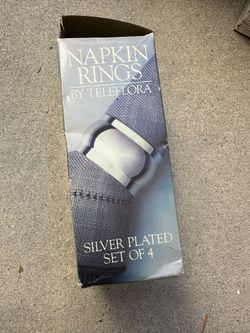 NAPKIN
RINGS
BY TELEFLORA
SILVER PLATED
SET OF 4